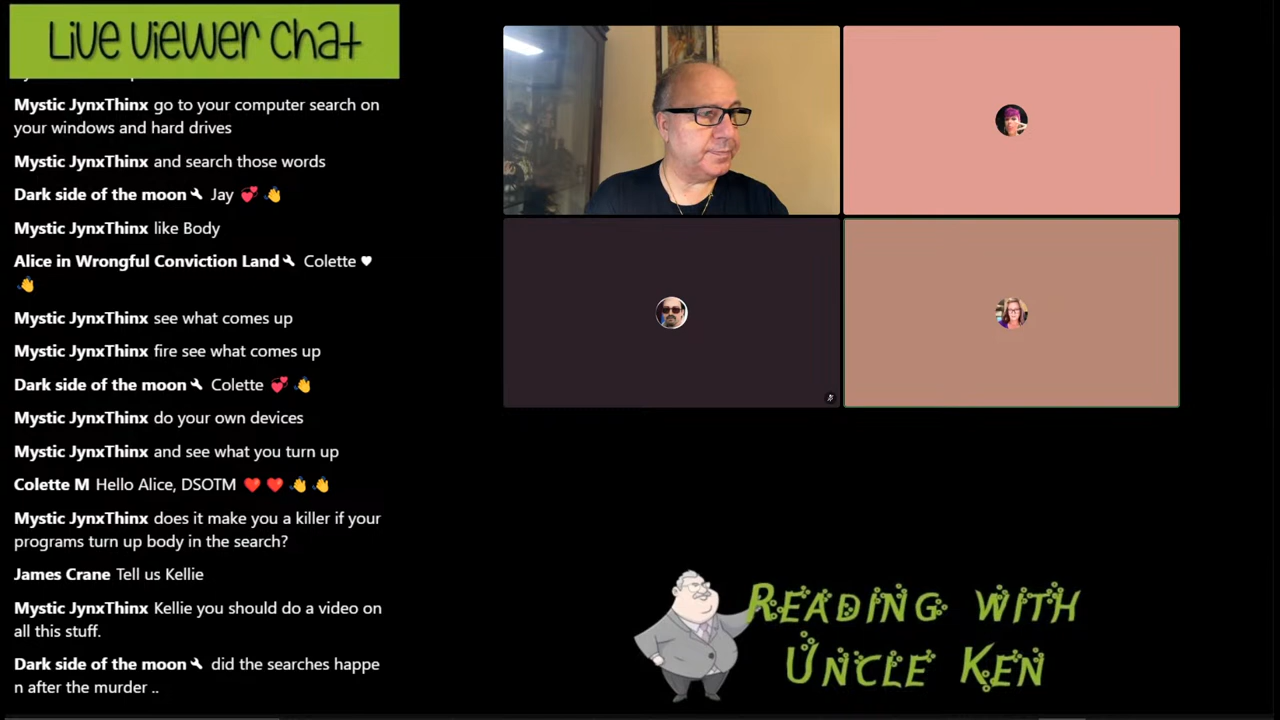 Live viewer chat
Mystic JynxThinx go to your computer search on
your windows and hard drives
Mystic JynxThinx and search those words
Dark side of the moon Jay 💞 👋
Mystic JynxThinx like Body
Alice in Wrongful Conviction Land Colette ♥
👋
Mystic JynxThinx see what comes up
Mystic JynxThinx fire see what comes up
Dark side of the moon Colette 💞 👋
Mystic JynxThinx do your own devices
Mystic JynxThinx and see what you turn up
Colette M Hello Alice, DSOTM ❤️ ❤️ 👋 👋
Mystic JynxThinx does it make you a killer if your
programs turn up body in the search?
James Crane Tell us Kellie
Mystic JynxThinx Kellie you should do a video on
all this stuff.
Dark side of the moon did the searches happe
n after the murder ..
Reading with
Uncle Ken